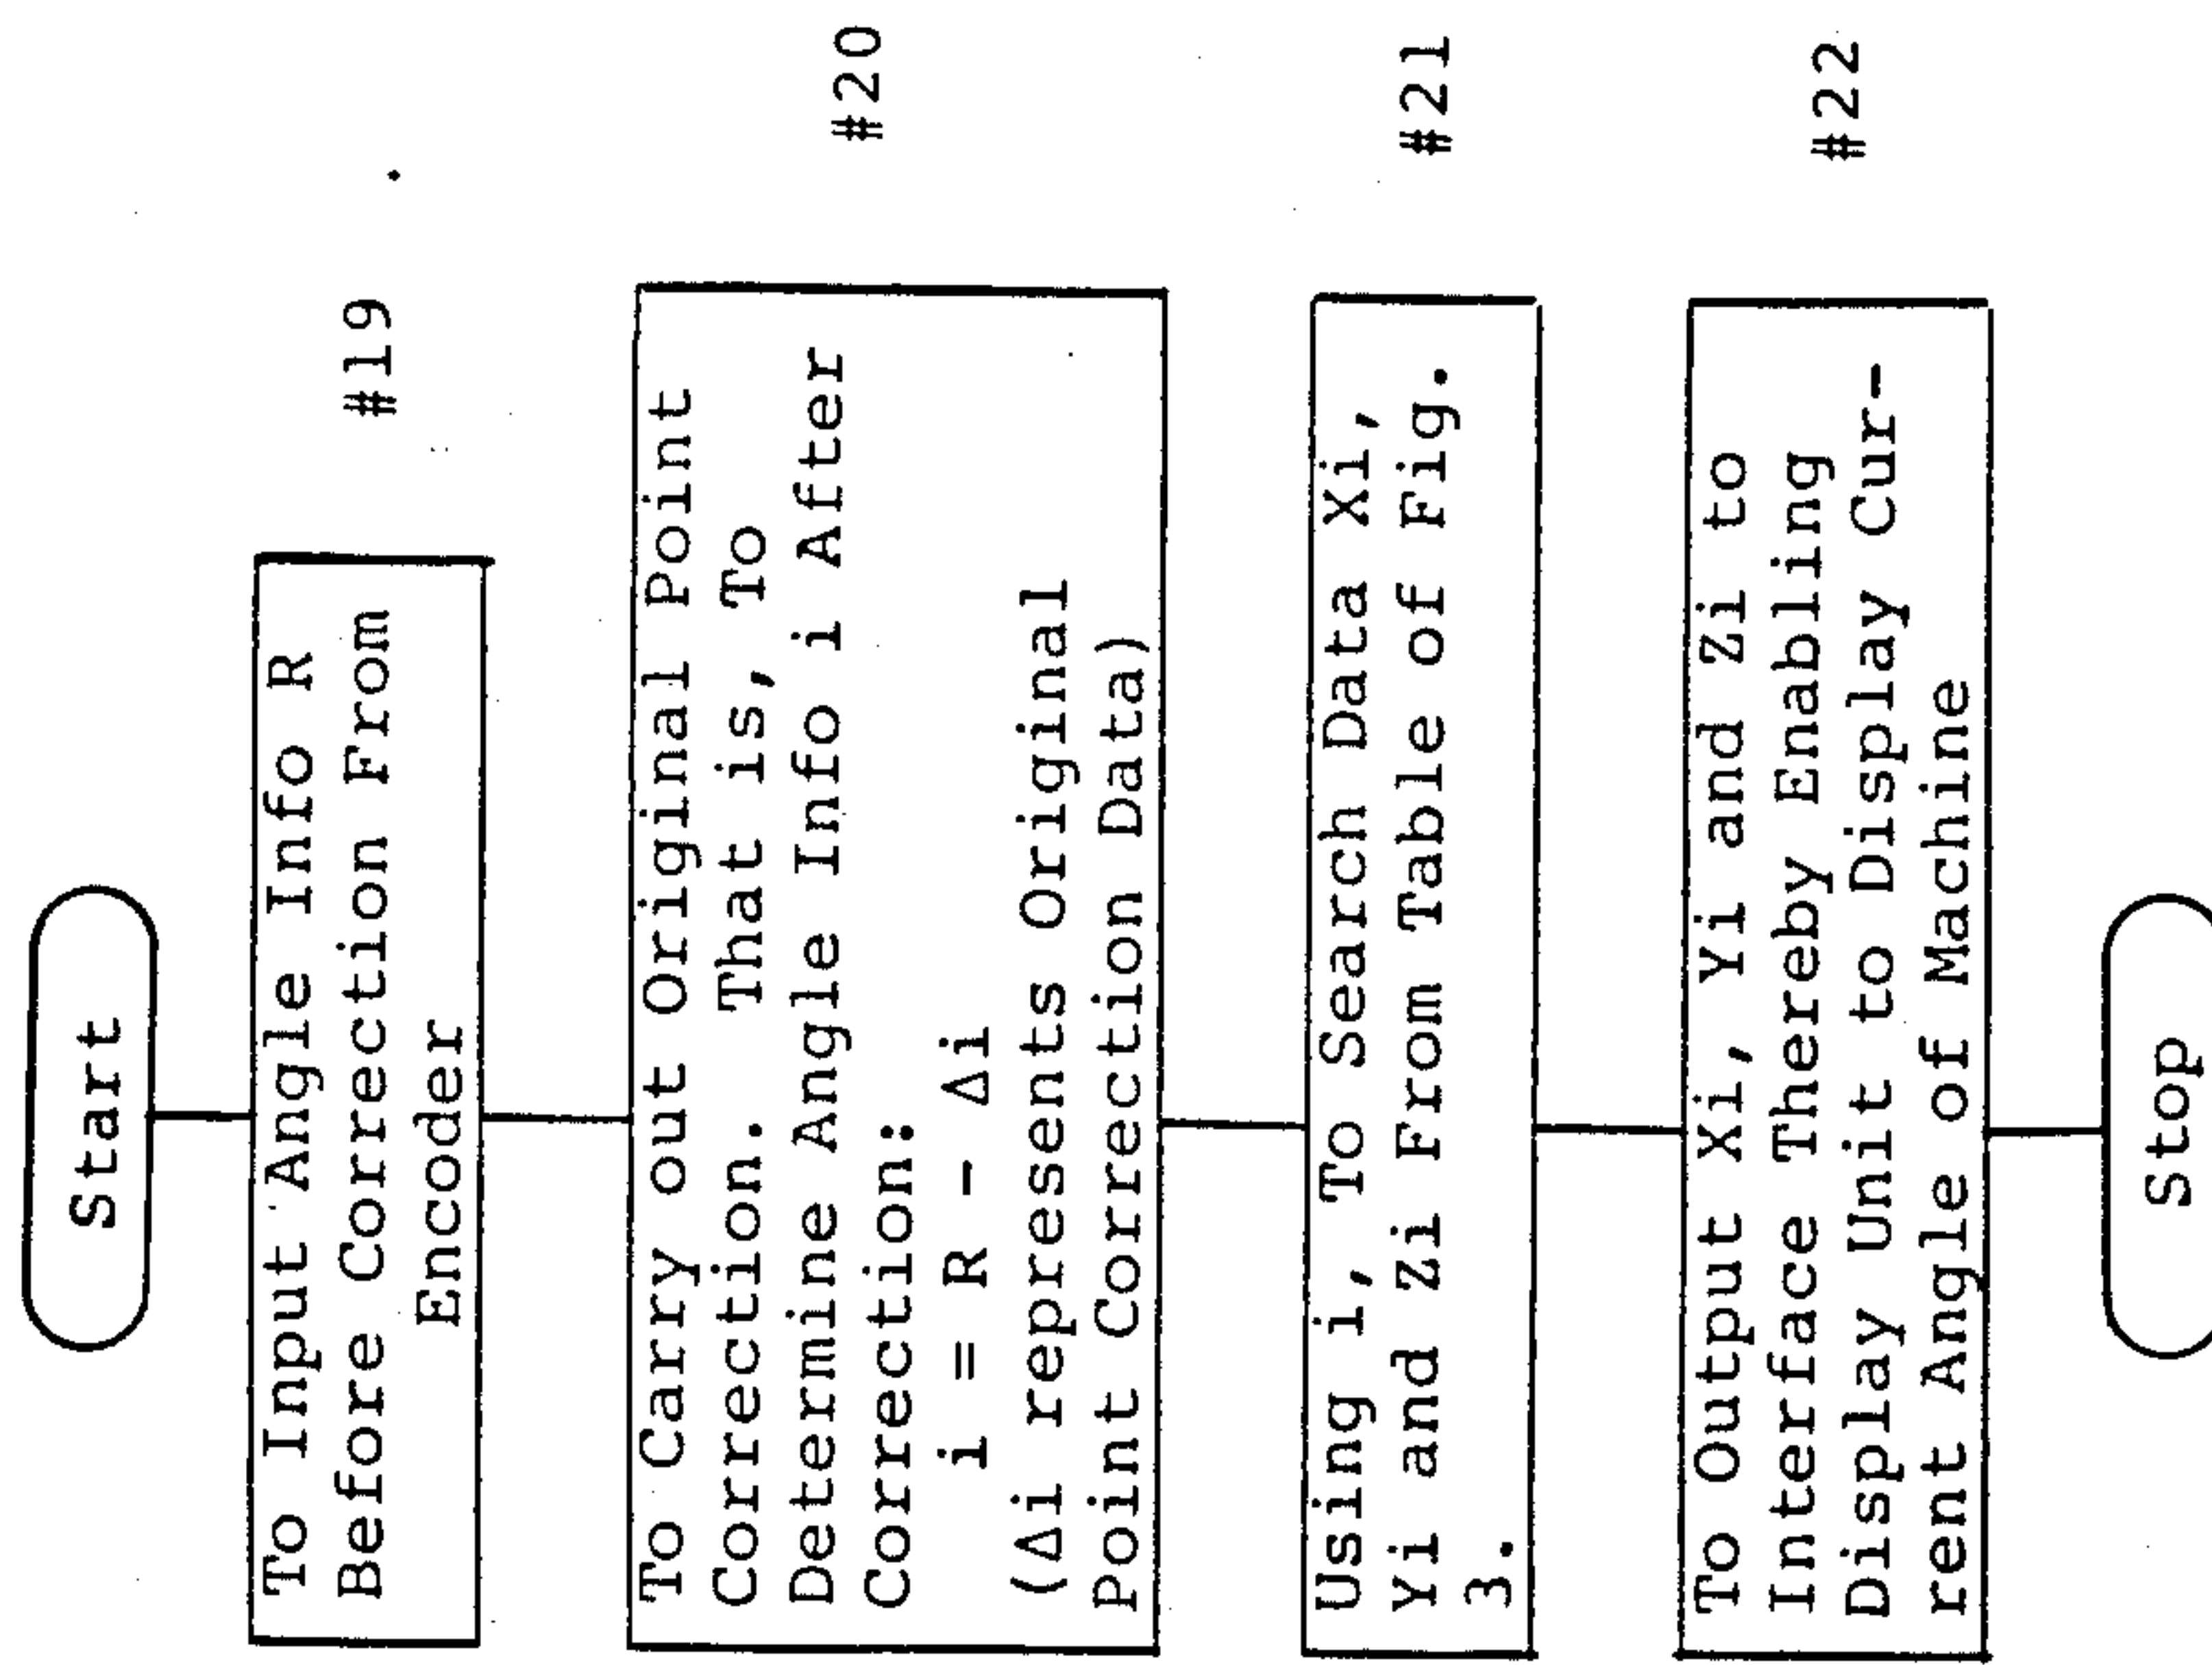 Start
To Input Angle Info R
Before Correction From
Encoder
#19
To Carry out Original Point
Correction. That is, To
Determine Angle Info i After
Correction:
i = R - Δi
(Δi represents Original
Point Correction Data)
#20
Using i, To Search Data Xi,
Yi and Zi From Table of Fig.
3.
#21
To Output Xi, Yi and Zi to
Interface Thereby Enabling
Display Unit to Display Cur-
rent Angle of Machine
#22
Stop